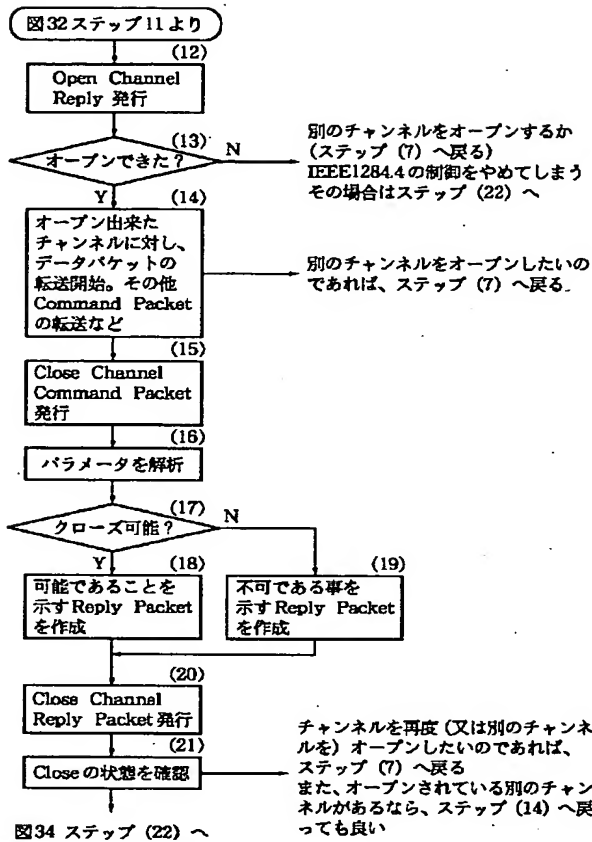 図32ステップ11より
(12)
Open Channel
Reply 発行
(13)
オープンできた?
N
別のチャンネルをオープンするか
(ステップ (7) へ戻る)
IEEE1284.4の制御をやめてしまう
その場合はステップ (22) へ
Y
(14)
オープン出来た
チャンネルに対し、
データパケットの
転送開始。その他
Command Packet
の転送など
別のチャンネルをオープンしたいの
であれば、ステップ (7) へ戻る
(15)
Close Channel
Command Packet
発行
(16)
パラメータを解析
(17)
クローズ可能?
N
Y
(18)
可能であることを
示すReply Packet
を作成
(19)
不可である事を
示すReply Packet
を作成
(20)
Close Channel
Reply Packet発行
(21)
Closeの状態を確認
チャンネルを再度 (又は別のチャンネ
ルを) オープンしたいのであれば、
ステップ (7) へ戻る
また、オープンされている別のチャン
ネルがあるなら、ステップ (14) へ戻
っても良い
図34 ステップ (22) へ